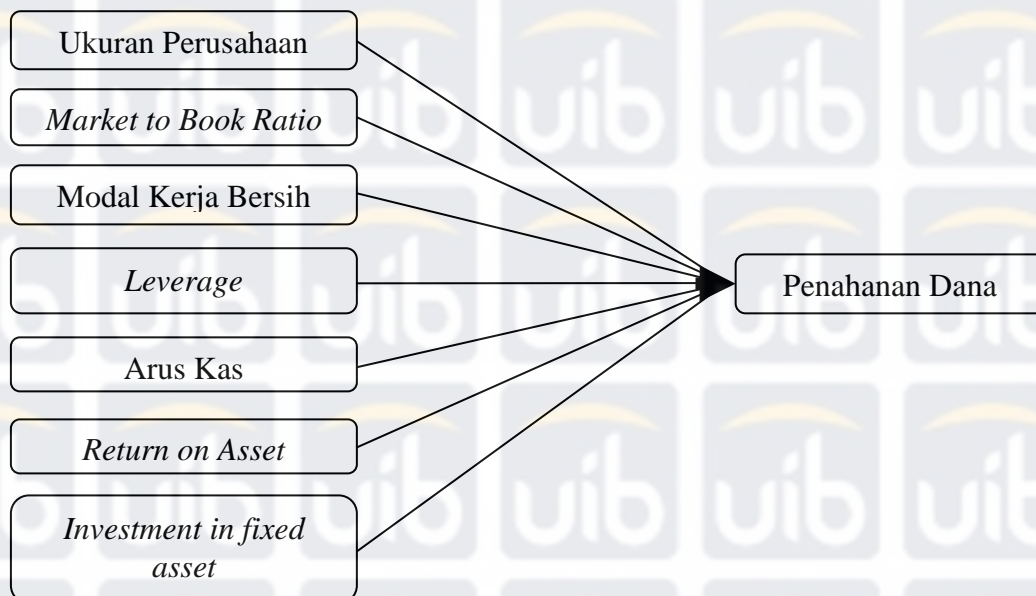 Ukuran Perusahaan
Market to Book Ratio
Modal Kerja Bersih
Leverage
Penahanan Dana
Arus Kas
Return on Asset
Investment in fixed
asset
uib